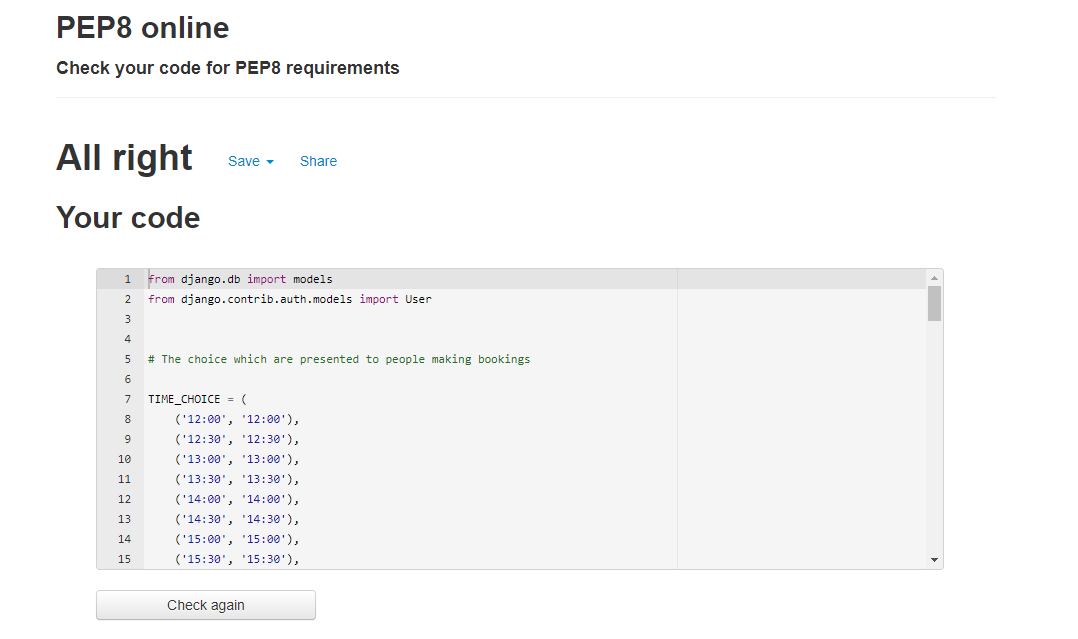 PEP8 online
Check your code for PEP8 requirements
All right Save Share
Your code
1 from django.db import models
2 from django.contrib.auth.models import User
3
4
5 # The choice which are presented to people making bookings
6
7 TIME_CHOICE = (
8 ('12:00', '12:00'),
9 ('12:30', '12:30'),
10 ('13:00', '13:00'),
11 ('13:30', '13:30'),
12 ('14:00', '14:00'),
13 ('14:30', '14:30'),
14 ('15:00', '15:00'),
15 ('15:30', '15:30'),
Check again